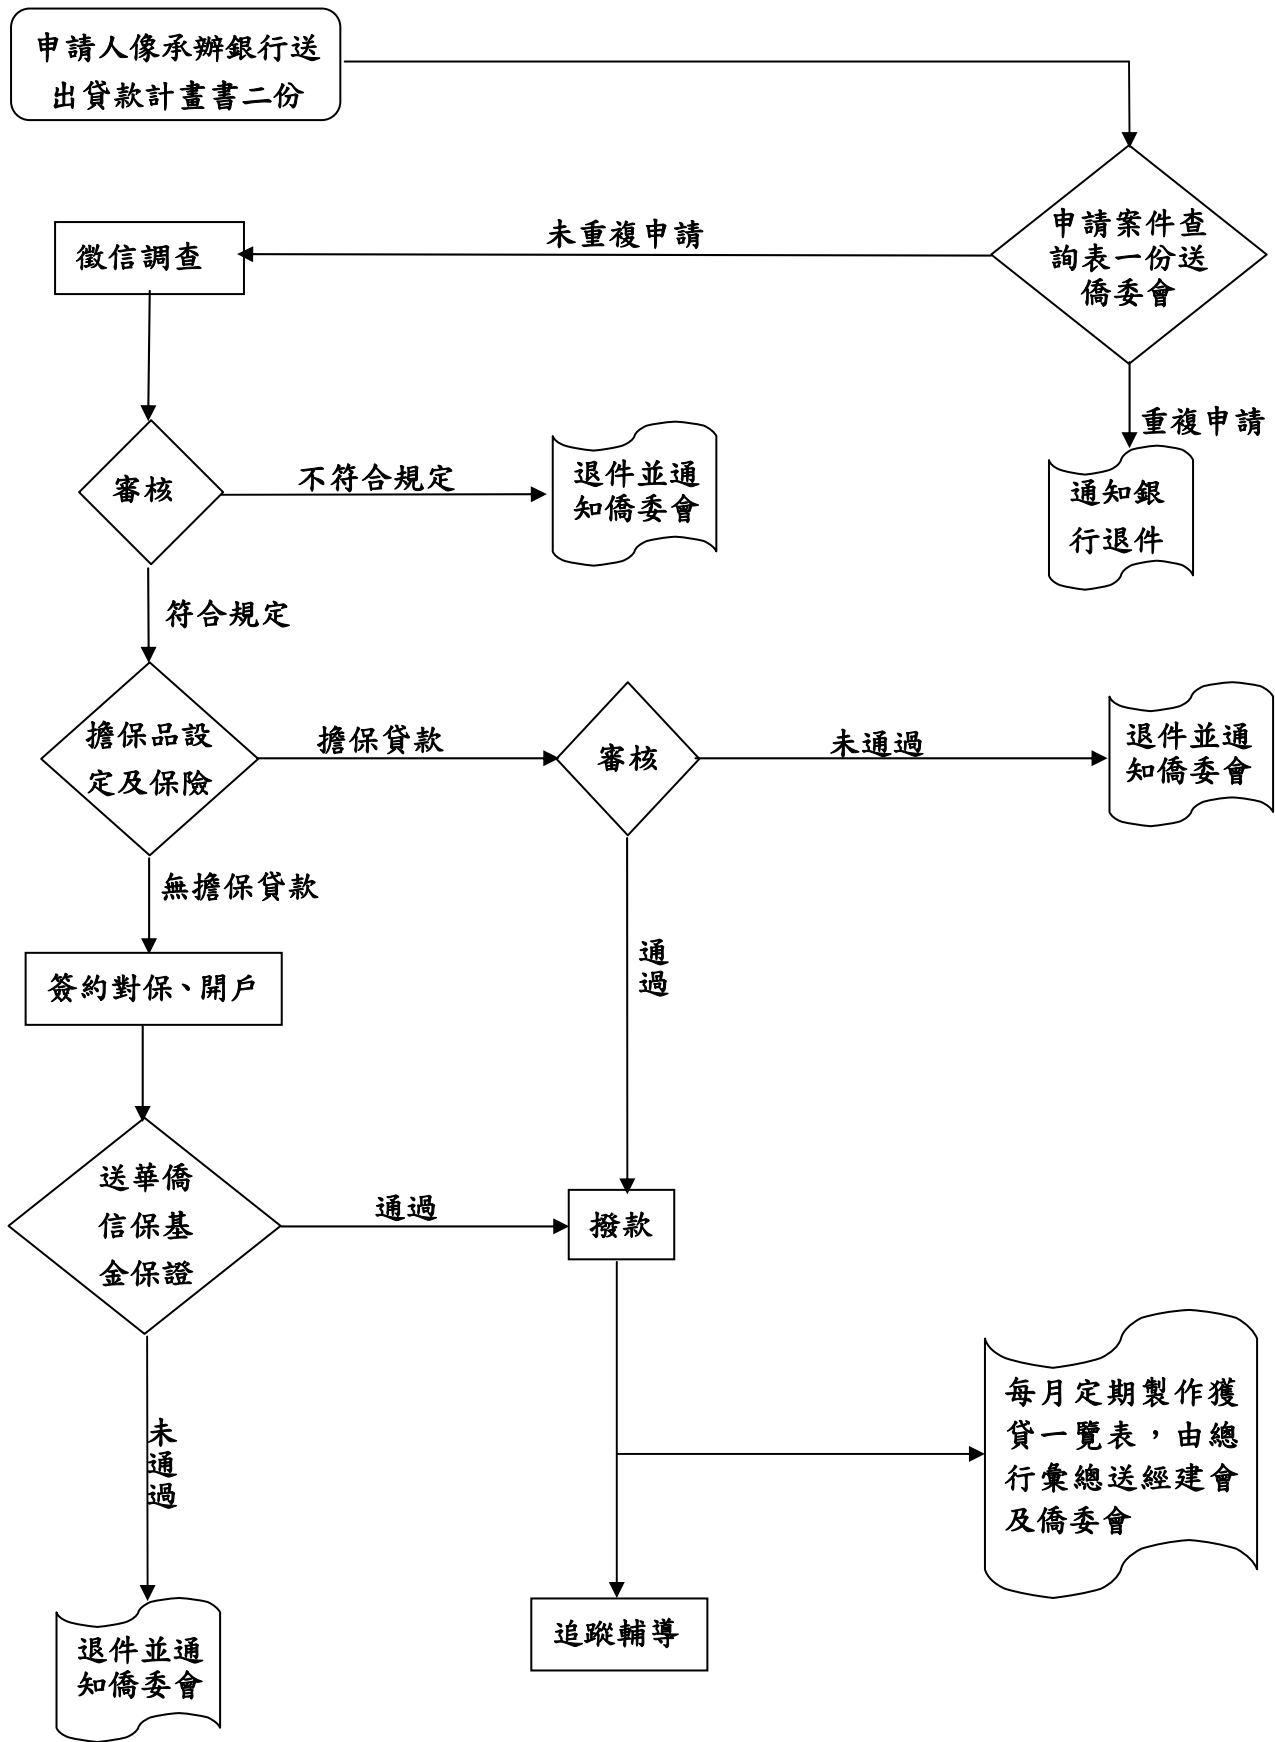 申請人像承辦銀行送
出貸款計畫書二份
申請案件查
詢表一份送
僑委會
未重複申請
徵信調查
重複申請
通知銀
行退件
審核
不符合規定
退件並通
知僑委會
符合規定
擔保品設
定及保險
擔保貸款
審核
未通過
退件並通
知僑委會
無擔保貸款
通
過
簽約對保、開戶
送華僑
信保基
金保證
通過
撥款
每月定期製作獲
貸一覽表，由總
行彙總送經建會
及僑委會
未
通
過
追蹤輔導
退件並通
知僑委會